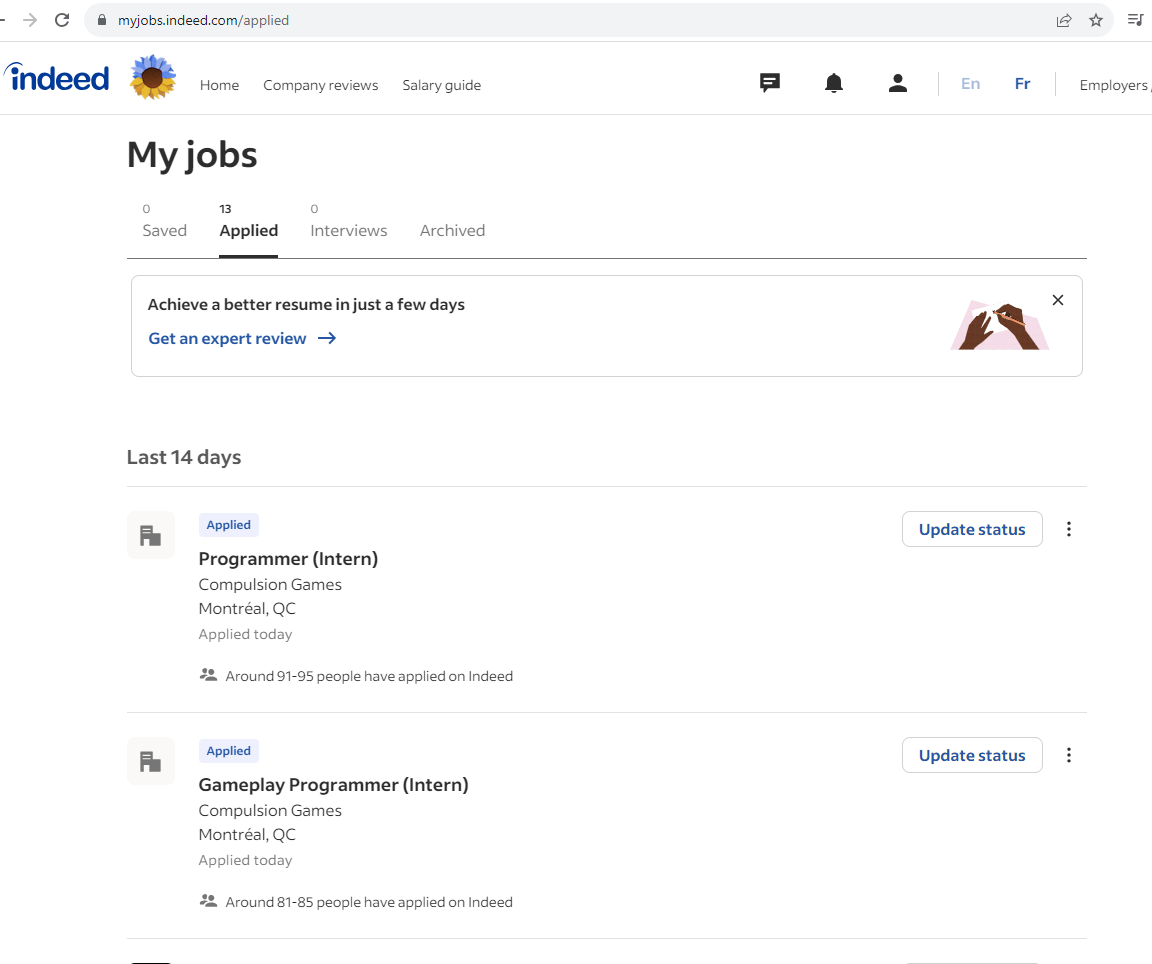 myjobs.indeed.com/applied
indeed Home Company reviews Salary guide En Fr Employers
My jobs
0 13 0
Saved Applied Interviews Archived
Achieve a better resume in just a few days
Get an expert review →
Last 14 days
Applied
Update status
Programmer (Intern)
Compulsion Games
Montréal, QC
Applied today
Around 91-95 people have applied on Indeed
Applied
Update status
Gameplay Programmer (Intern)
Compulsion Games
Montréal, QC
Applied today
Around 81-85 people have applied on Indeed